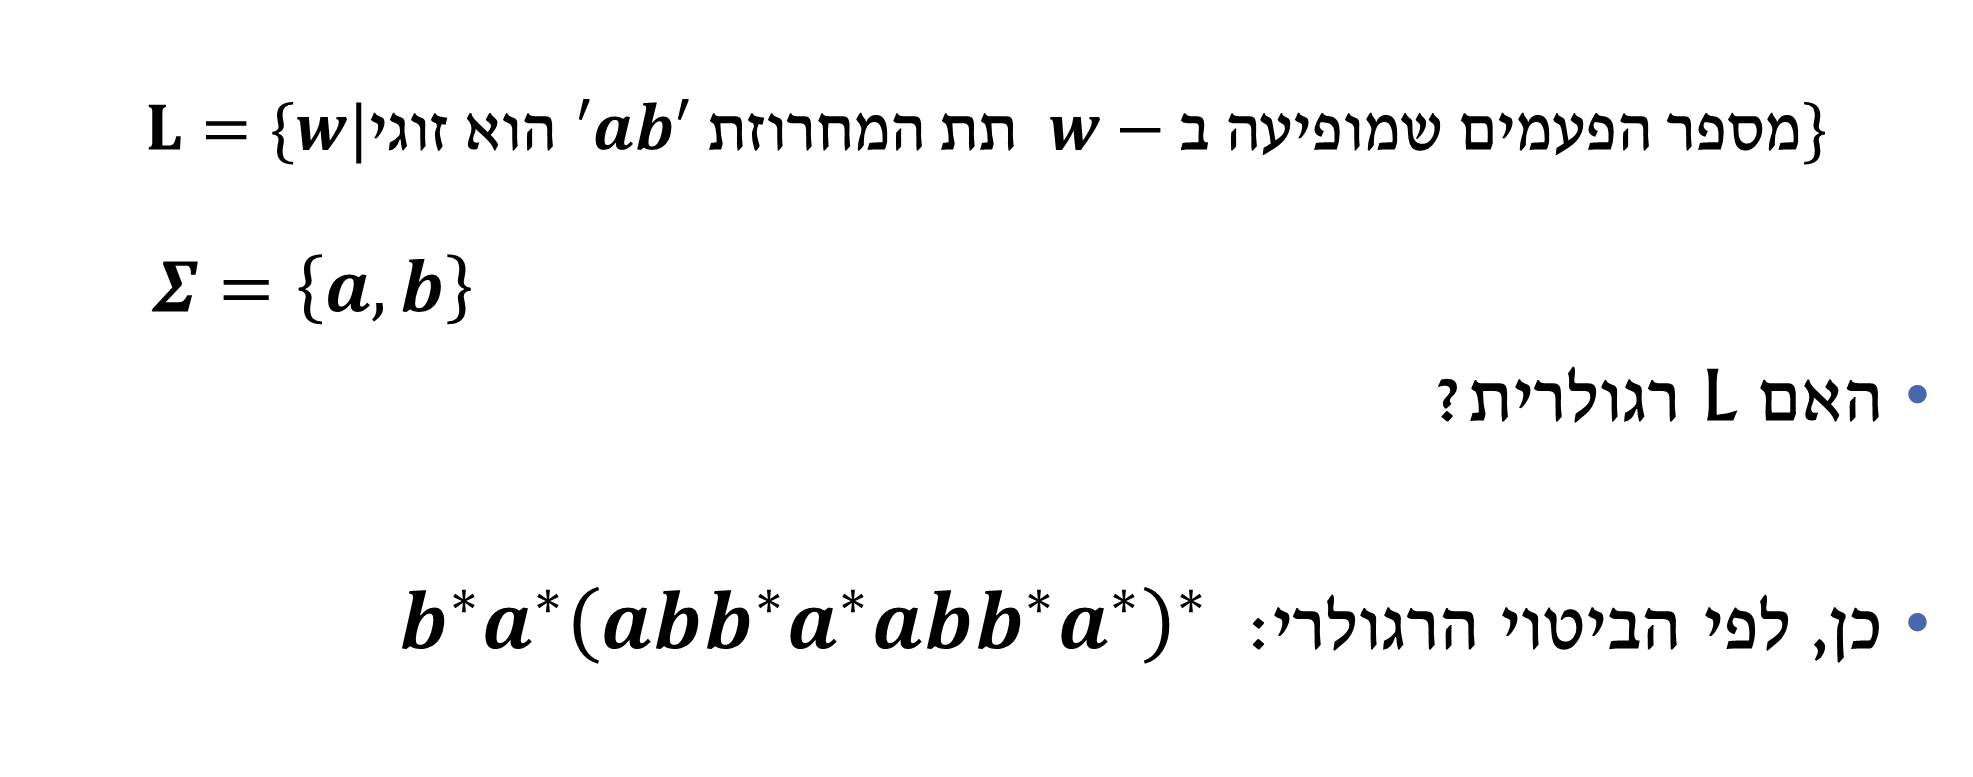 L = {w|מספר הפעמים שמופיעה ב – w תת המחרוזת 'ab' הוא זוגי}
Σ = {a, b}
• האם L רגולרית?
• כן, לפי הביטוי הרגולרי: b*a*(abb*a*abb*a*)*